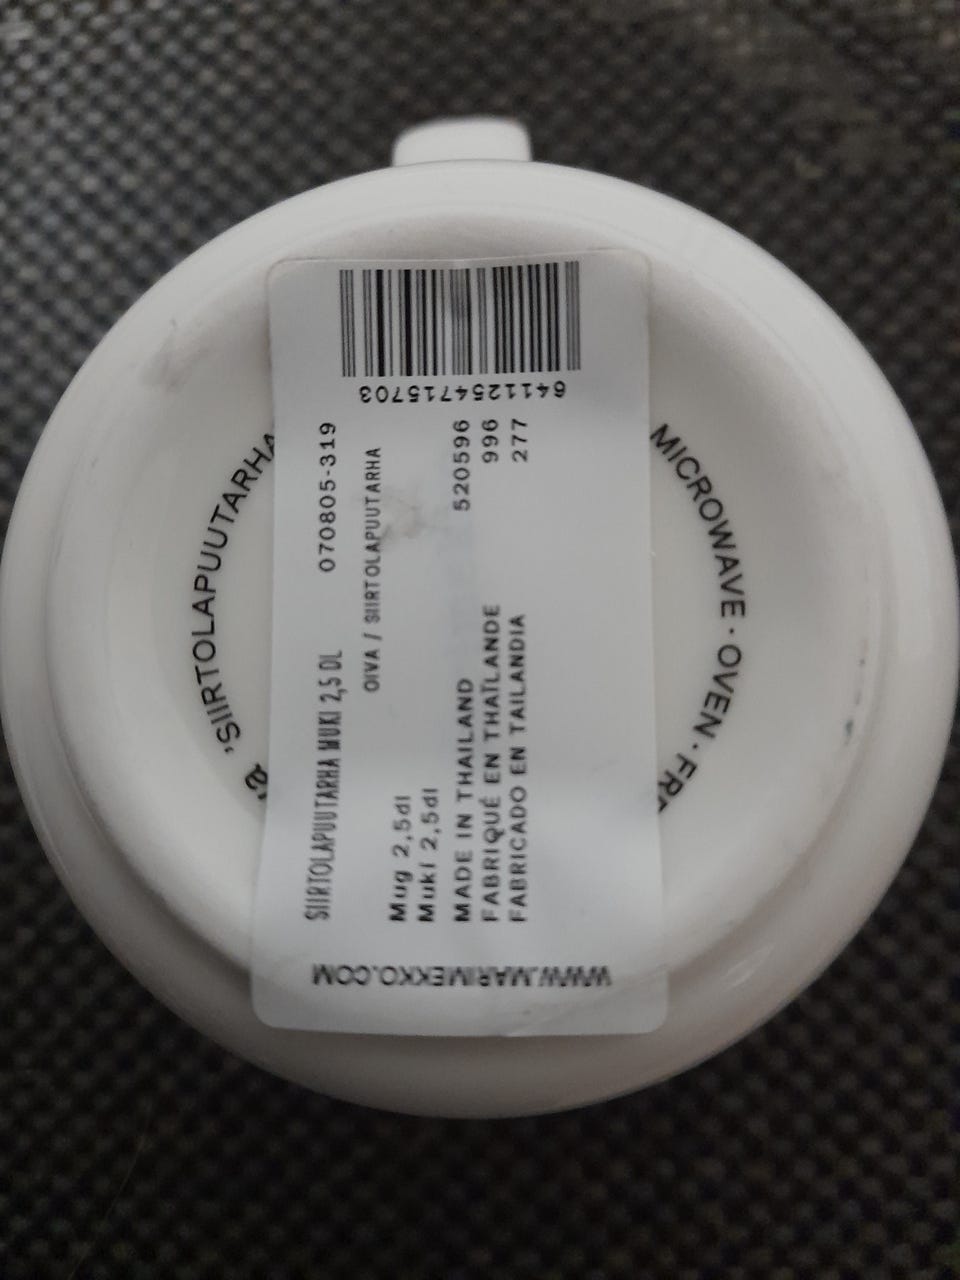 SIIRTOLAPUUTARHA MUKI 2,5 DL 070805-319
OIVA / SIIRTOLAPUUTARHA
Mug 2,5dl
Muki 2,5dl
MADE IN THAILAND 520596
FABRIQUÉ EN THAÏLANDE 996
FABRICADO EN TAILANDIA 277
6411254715703
WWW.MARIMEKKO.COM
'SIIRTOLAPUUTARHA
MICROWAVE · OVEN ·